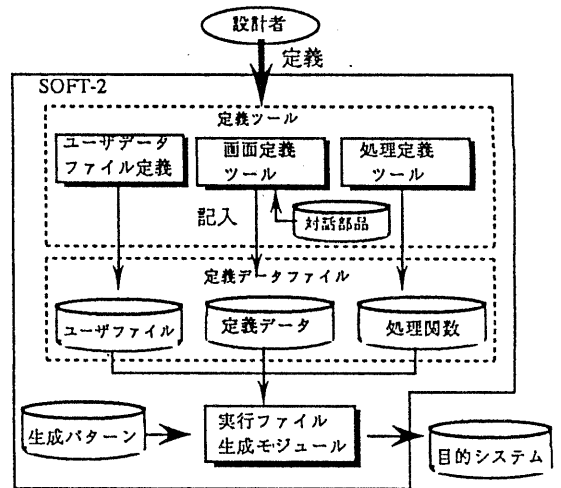 設計者
定義
SOFT-2
定義ツール
ユーザデータ
ファイル定義
画面定義
ツール
処理定義
ツール
記入
対話部品
定義データファイル
ユーザファイル
定義データ
処理関数
生成パターン
実行ファイル
生成モジュール
目的システム